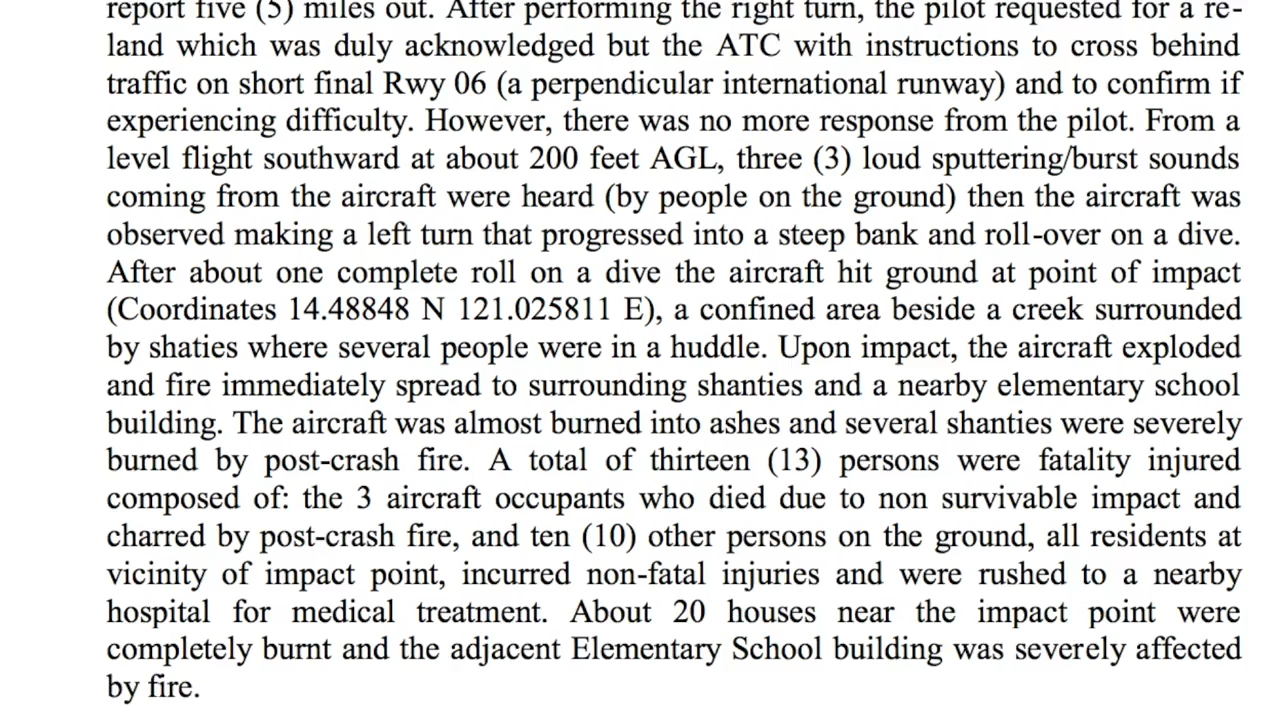 report five (5) miles out. After performing the right turn, the pilot requested for a re-
land which was duly acknowledged but the ATC with instructions to cross behind
traffic on short final Rwy 06 (a perpendicular international runway) and to confirm if
experiencing difficulty. However, there was no more response from the pilot. From a
level flight southward at about 200 feet AGL, three (3) loud sputtering/burst sounds
coming from the aircraft were heard (by people on the ground) then the aircraft was
observed making a left turn that progressed into a steep bank and roll-over on a dive.
After about one complete roll on a dive the aircraft hit ground at point of impact
(Coordinates 14.48848 N 121.025811 E), a confined area beside a creek surrounded
by shaties where several people were in a huddle. Upon impact, the aircraft exploded
and fire immediately spread to surrounding shanties and a nearby elementary school
building. The aircraft was almost burned into ashes and several shanties were severely
burned by post-crash fire. A total of thirteen (13) persons were fatality injured
composed of: the 3 aircraft occupants who died due to non survivable impact and
charred by post-crash fire, and ten (10) other persons on the ground, all residents at
vicinity of impact point, incurred non-fatal injuries and were rushed to a nearby
hospital for medical treatment. About 20 houses near the impact point were
completely burnt and the adjacent Elementary School building was severely affected
by fire.